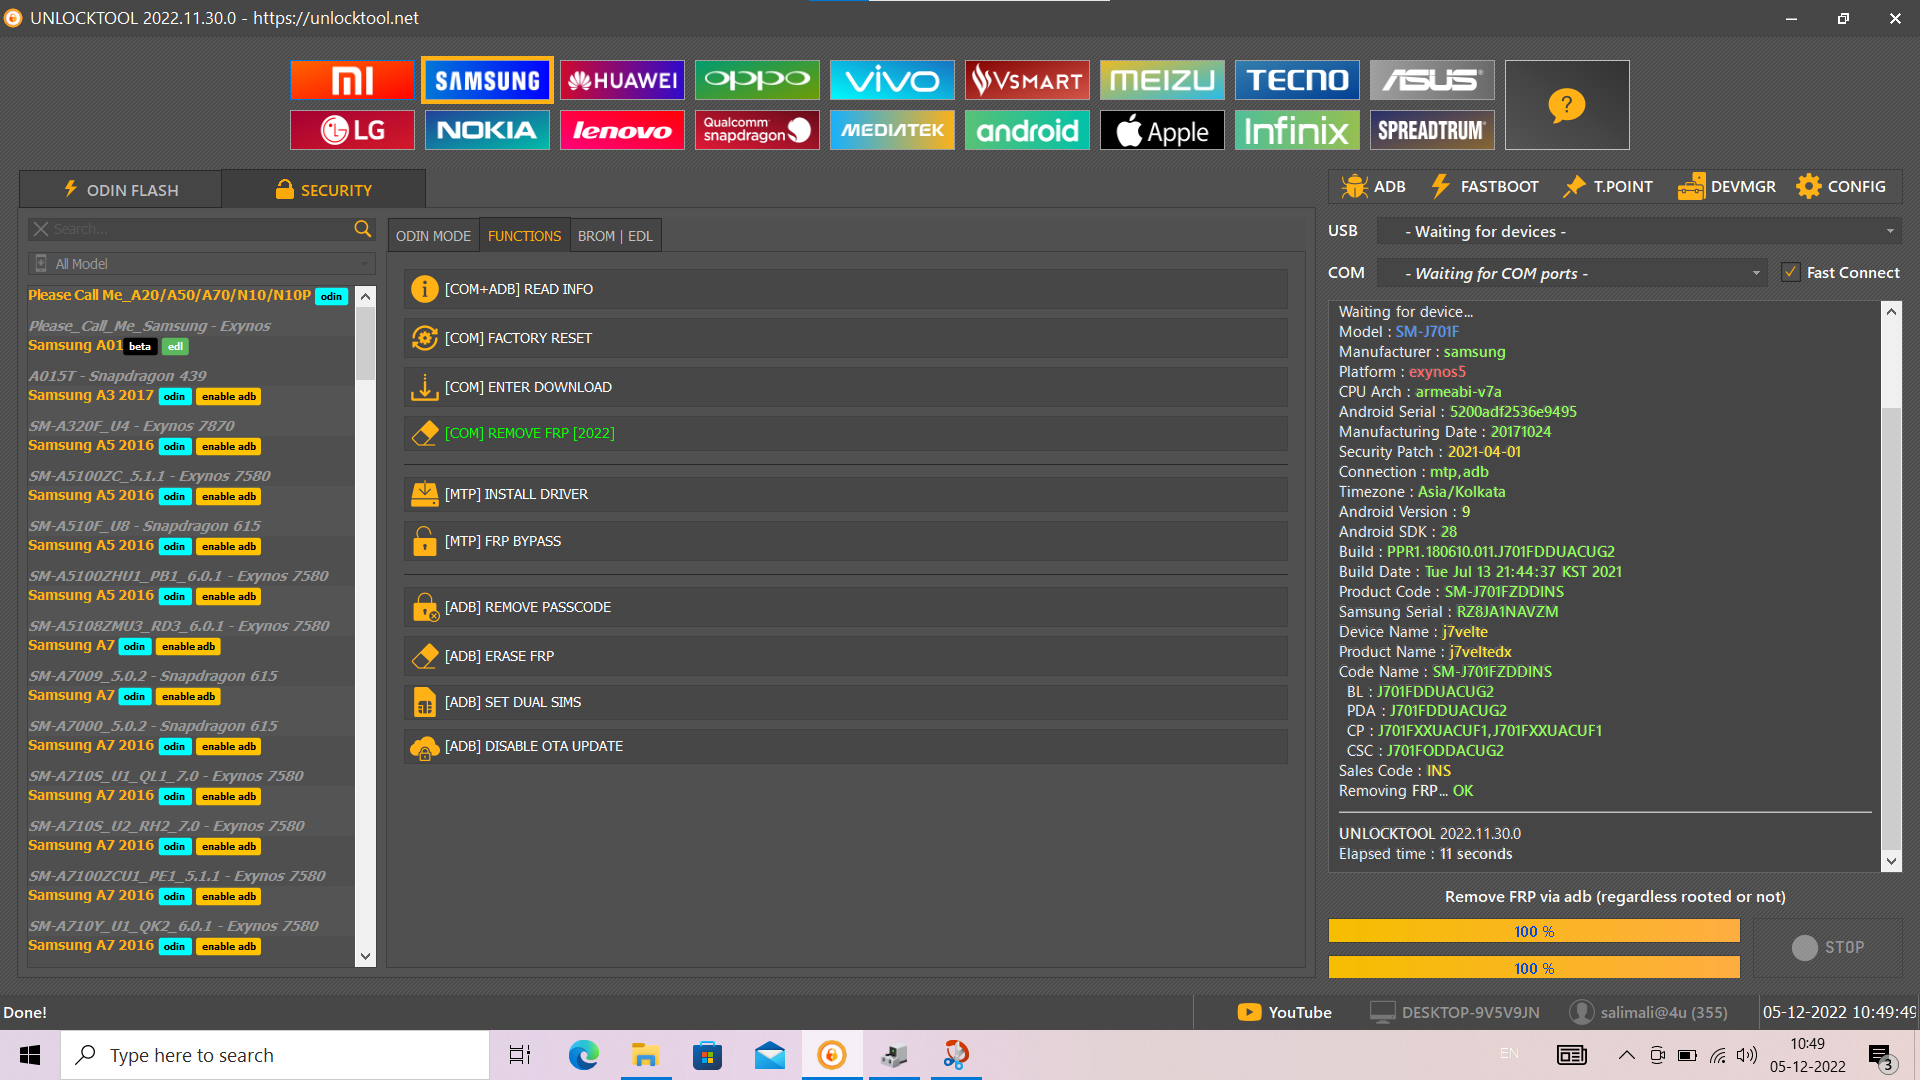 UNLOCKTOOL 2022.11.30.0 - https://unlocktool.net
MI
SAMSUNG
HUAWEI
OPPO
vivo
VSMART
MEIZU
TECNO
ASUS
?
LG
NOKIA
lenovo
Qualcomm snapdragon
MEDIATEK
android
Apple
Infinix
SPREADTRUM
ODIN FLASH
SECURITY
Search...
All Model
Please Call Me_A20/A50/A70/N10/N10P odin
Please_Call_Me_Samsung - Exynos
Samsung A01 beta edl
A015T - Snapdragon 439
Samsung A3 2017 odin enable adb
SM-A320F_U4 - Exynos 7870
Samsung A5 2016 odin enable adb
SM-A5100ZC_5.1.1 - Exynos 7580
Samsung A5 2016 odin enable adb
SM-A510F_U8 - Snapdragon 615
Samsung A5 2016 odin enable adb
SM-A5100ZHU1_PB1_6.0.1 - Exynos 7580
Samsung A5 2016 odin enable adb
SM-A5108ZMU3_RD3_6.0.1 - Exynos 7580
Samsung A7 odin enable adb
SM-A7009_5.0.2 - Snapdragon 615
Samsung A7 odin enable adb
SM-A7000_5.0.2 - Snapdragon 615
Samsung A7 2016 odin enable adb
SM-A710S_U1_QL1_7.0 - Exynos 7580
Samsung A7 2016 odin enable adb
SM-A710S_U2_RH2_7.0 - Exynos 7580
Samsung A7 2016 odin enable adb
SM-A7100ZCU1_PE1_5.1.1 - Exynos 7580
Samsung A7 2016 odin enable adb
SM-A710Y_U1_QK2_6.0.1 - Exynos 7580
Samsung A7 2016 odin enable adb
ODIN MODE
FUNCTIONS
BROM | EDL
[COM+ADB] READ INFO
[COM] FACTORY RESET
[COM] ENTER DOWNLOAD
[COM] REMOVE FRP [2022]
[MTP] INSTALL DRIVER
[MTP] FRP BYPASS
[ADB] REMOVE PASSCODE
[ADB] ERASE FRP
[ADB] SET DUAL SIMS
[ADB] DISABLE OTA UPDATE
ADB
FASTBOOT
T.POINT
DEVMGR
CONFIG
USB - Waiting for devices -
COM - Waiting for COM ports - Fast Connect
Waiting for device...
Model : SM-J701F
Manufacturer : samsung
Platform : exynos5
CPU Arch : armeabi-v7a
Android Serial : 5200adf2536e9495
Manufacturing Date : 20171024
Security Patch : 2021-04-01
Connection : mtp,adb
Timezone : Asia/Kolkata
Android Version : 9
Android SDK : 28
Build : PPR1.180610.011.J701FDDUACUG2
Build Date : Tue Jul 13 21:44:37 KST 2021
Product Code : SM-J701FZDDINS
Samsung Serial : RZ8JA1NAVZM
Device Name : j7velte
Product Name : j7veltedx
Code Name : SM-J701FZDDINS
BL : J701FDDUACUG2
PDA : J701FDDUACUG2
CP : J701FXXUACUF1,J701FXXUACUF1
CSC : J701FODDACUG2
Sales Code : INS
Removing FRP... OK
UNLOCKTOOL 2022.11.30.0
Elapsed time : 11 seconds
Remove FRP via adb (regardless rooted or not)
100 %
100 %
STOP
Done!
YouTube
DESKTOP-9V5V9JN
salimali@4u (355)
05-12-2022 10:49:49
Type here to search
EN
10:49
05-12-2022
3